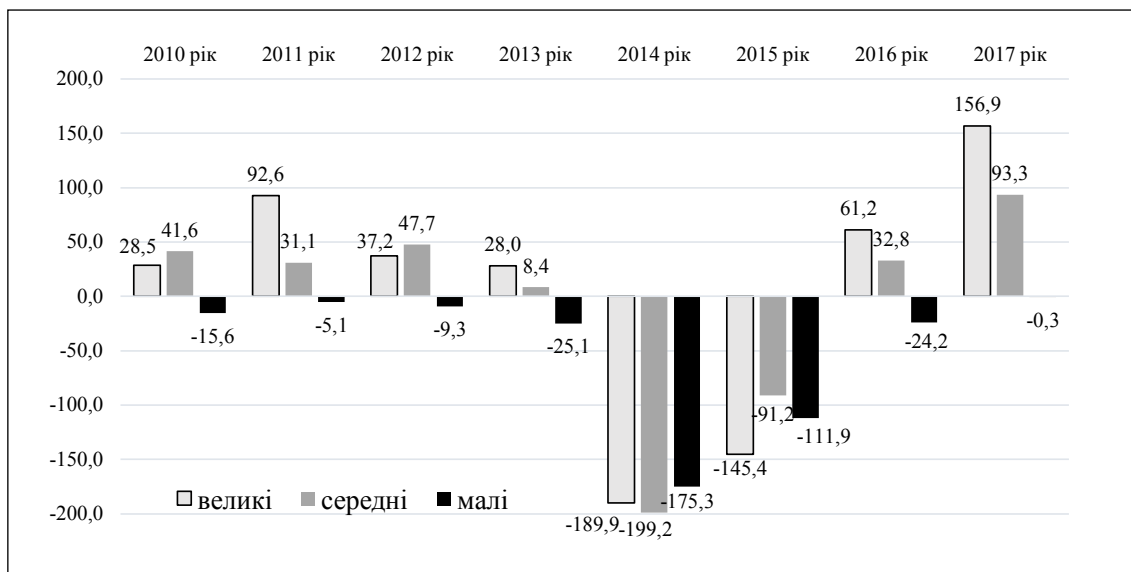 2010 рік 2011 рік 2012 рік 2013 рік 2014 рік 2015 рік 2016 рік 2017 рік
200,0
150,0
100,0
50,0
0,0
-50,0
-100,0
-150,0
-200,0
28,5 41,6 -15,6
92,6 31,1 -5,1
37,2 47,7 -9,3
28,0 8,4 -25,1
-189,9 -199,2 -175,3
-145,4 -91,2 -111,9
61,2 32,8 -24,2
156,9 93,3 -0,3
великі середні малі